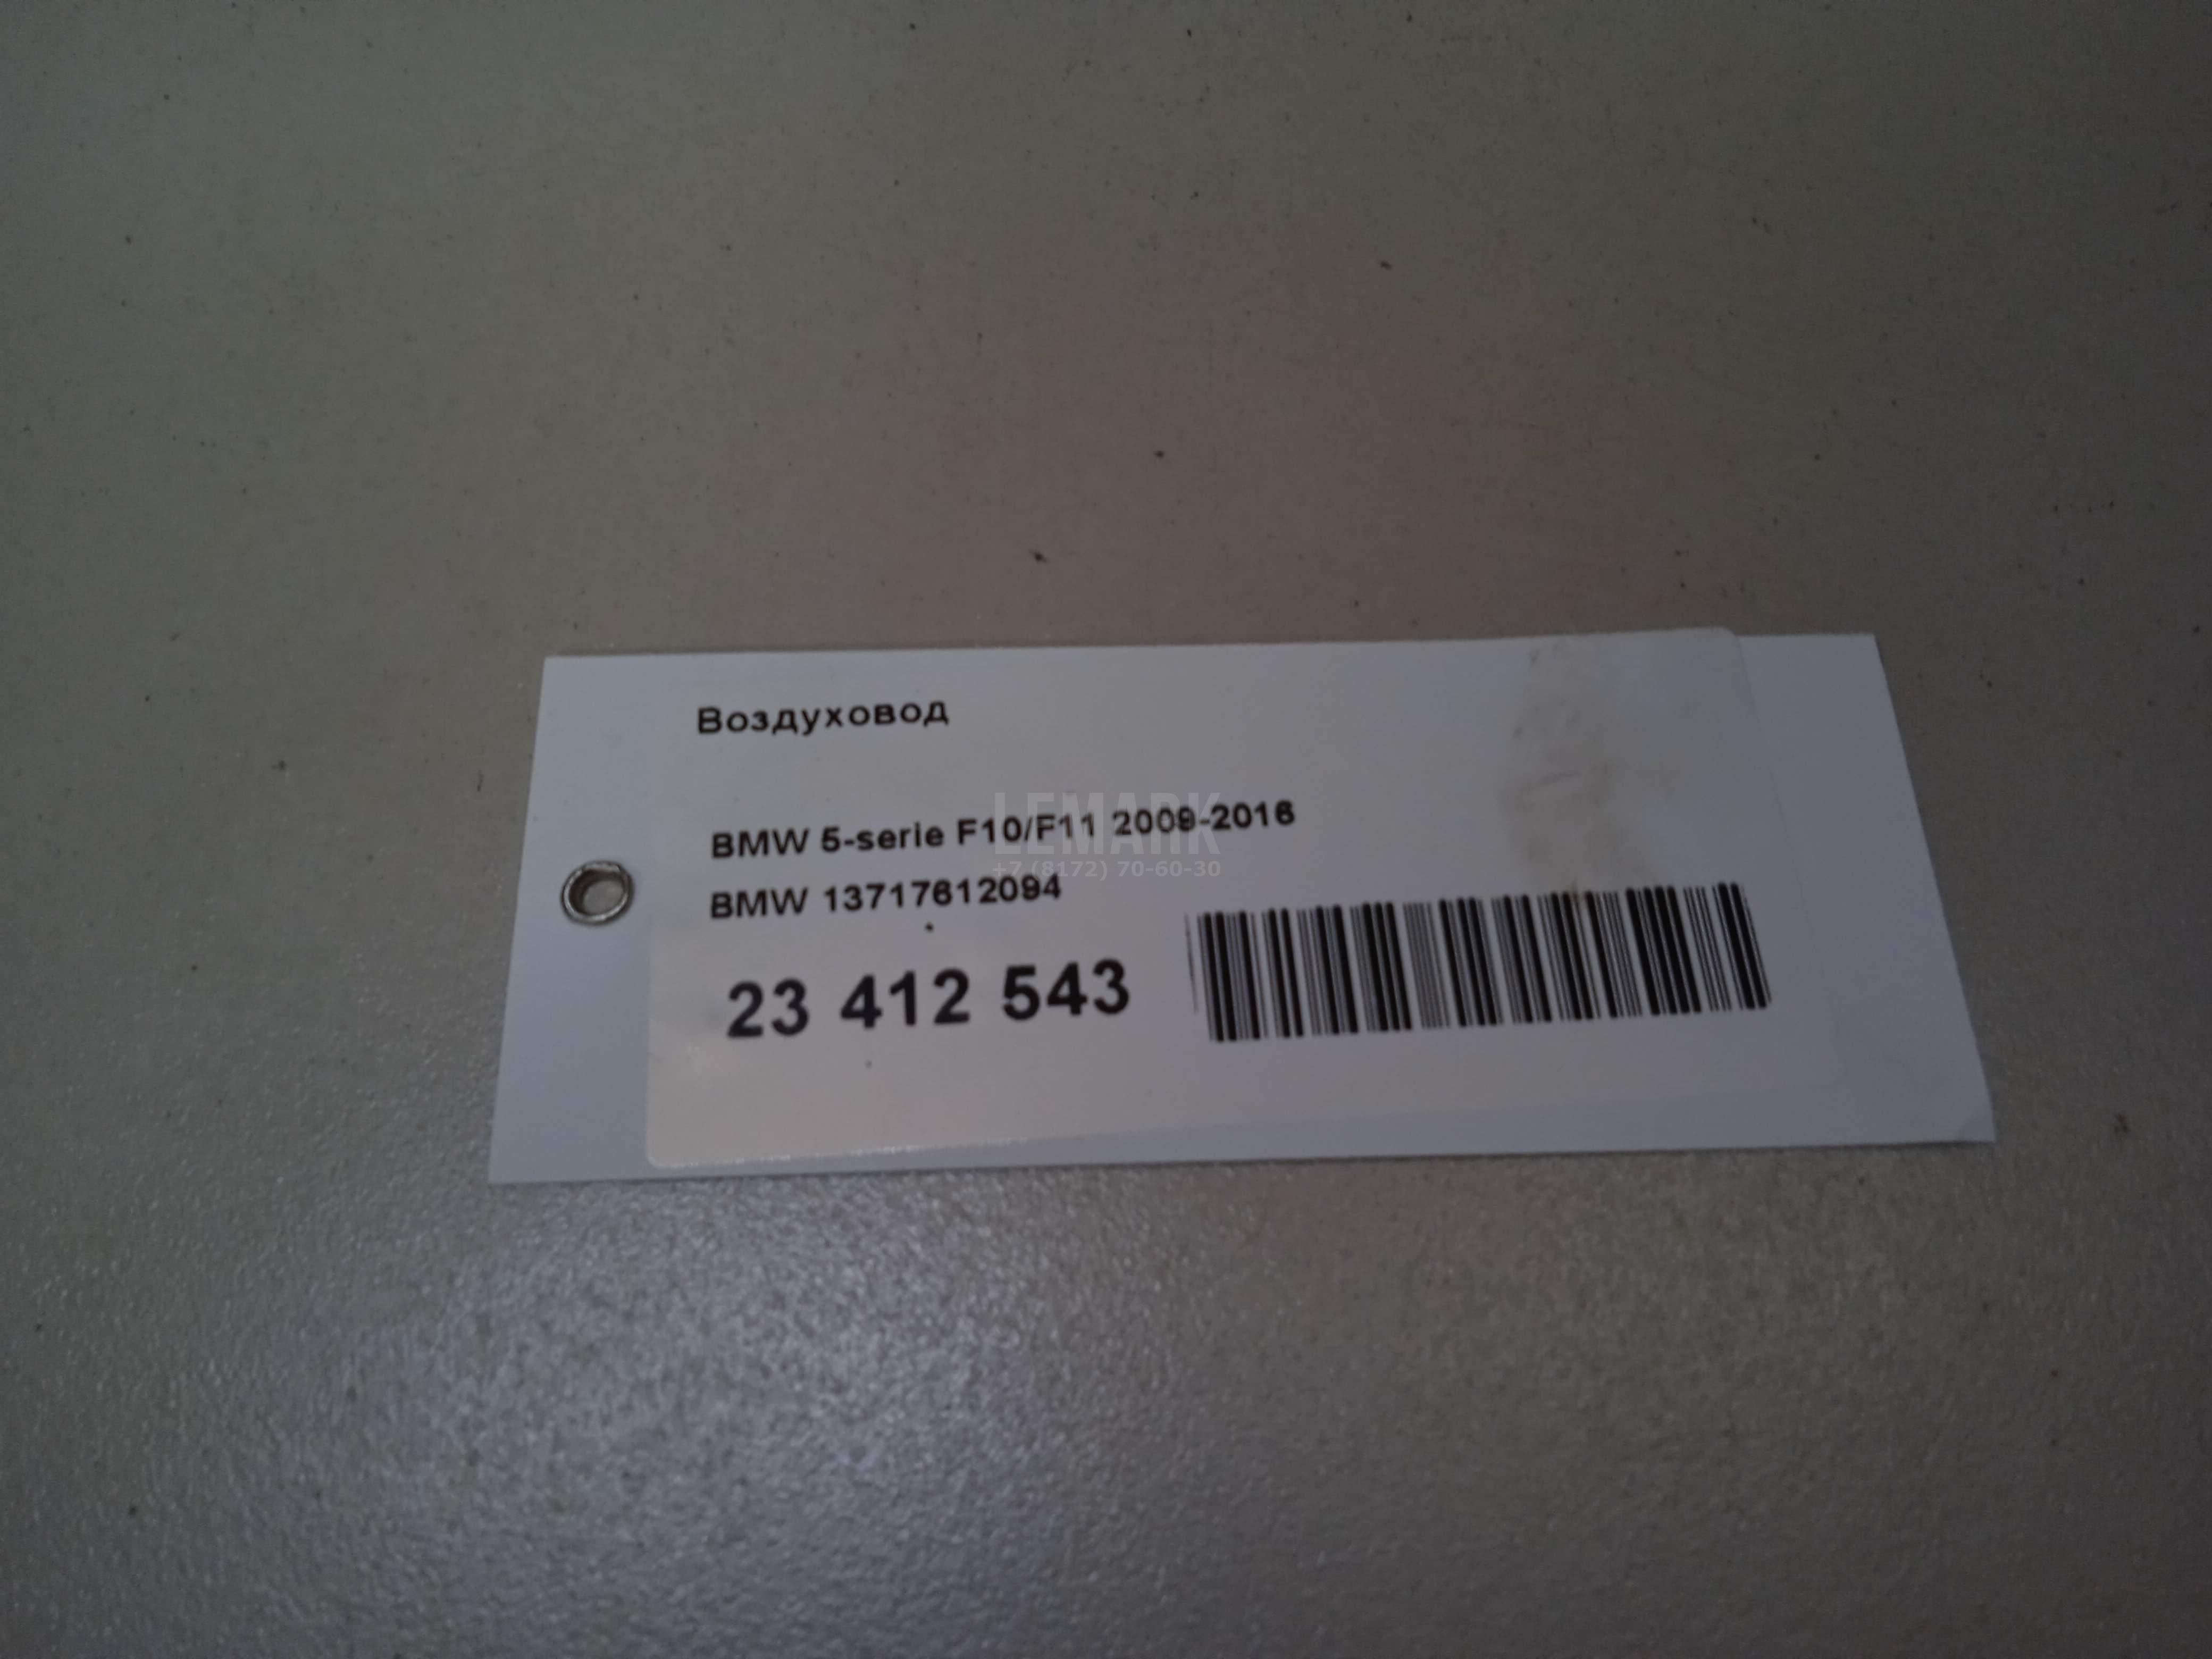 Воздуховод
LEMARK
BMW 5-serie F10/F11 2009-2016
+7 (8172) 70-60-30
BMW 13717612094
23 412 543